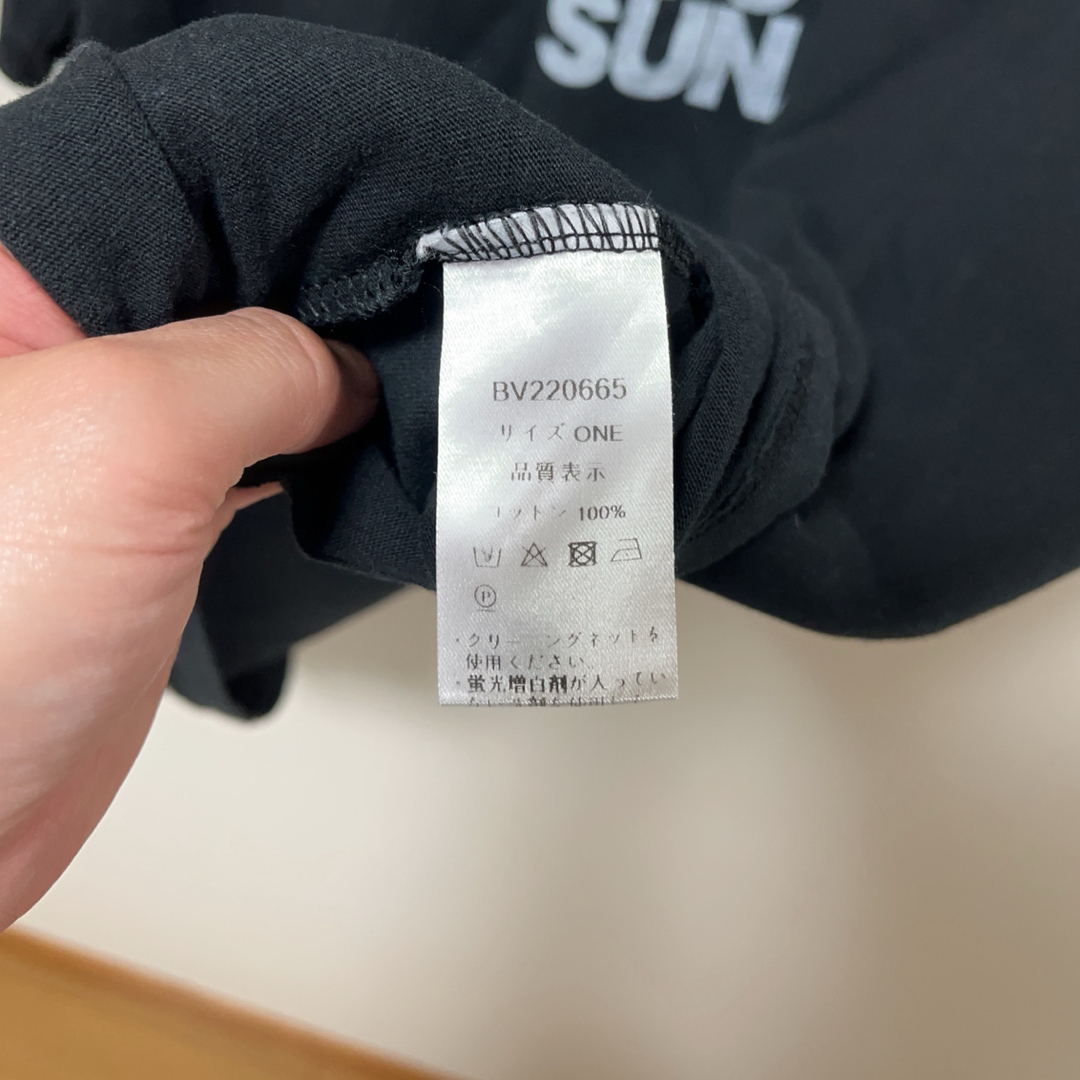 SUN
BV220665
サイズ ONE
品質表示
コットン 100%
P
・クリーニングネットを
使用ください。
・蛍光増白剤が入ってい